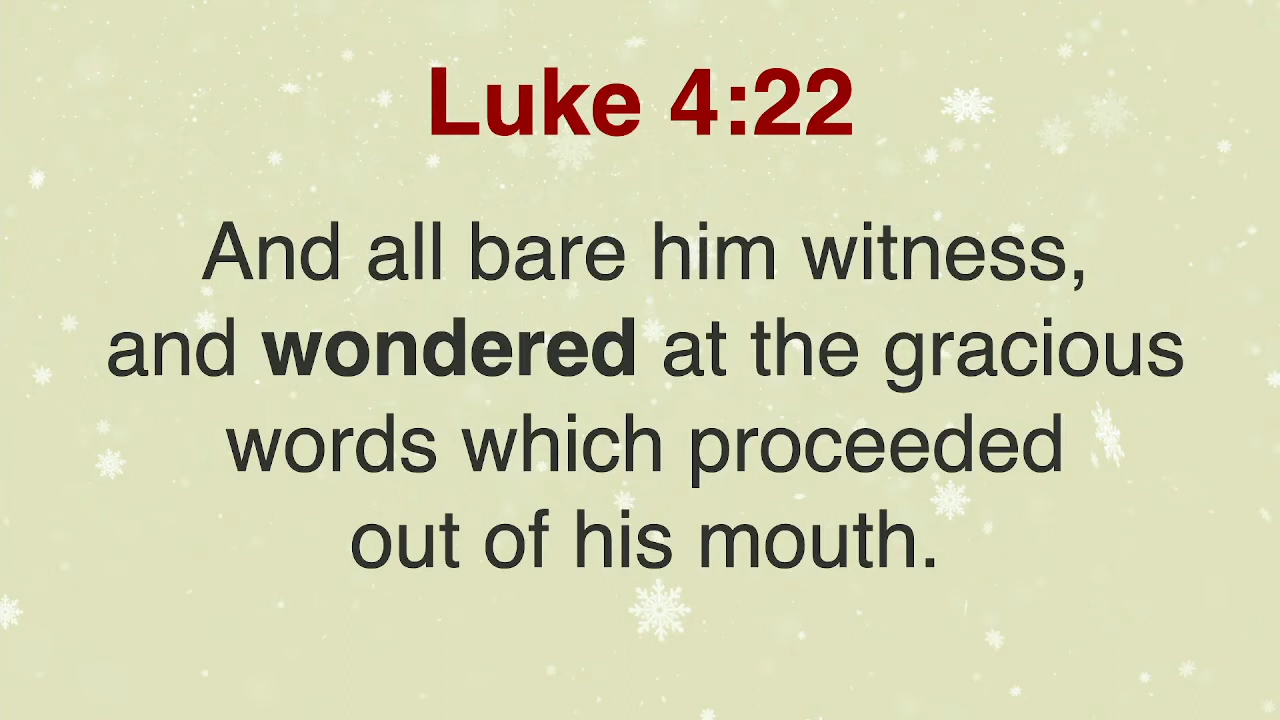 Luke 4:22
And all bare him witness,
and wondered at the gracious
words which proceeded
out of his mouth.